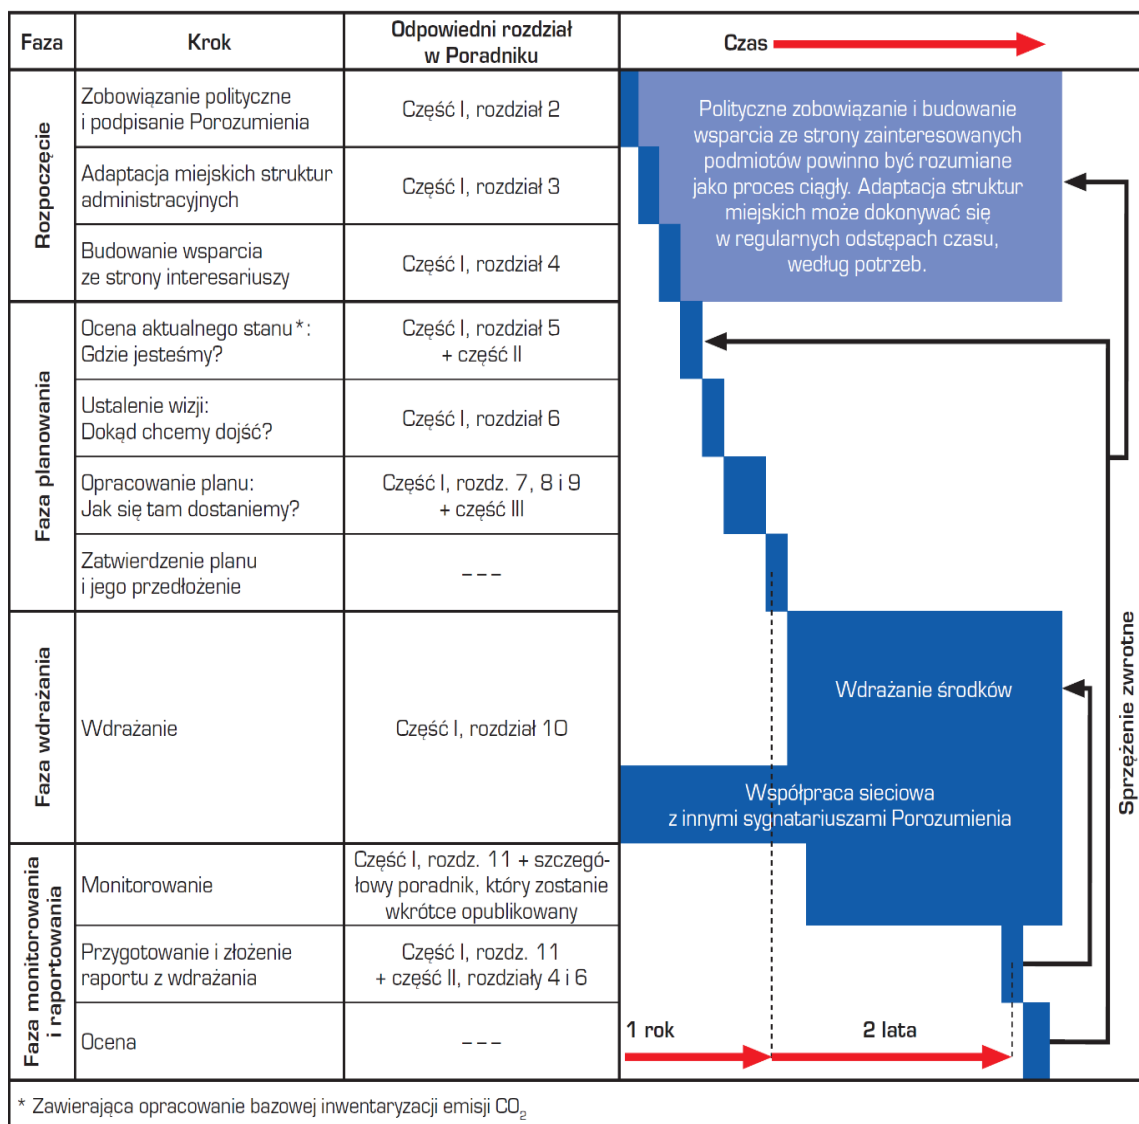 Faza
Krok
Odpowiedni rozdział
w Poradniku
Czas
Rozpoczęcie
Zobowiązanie polityczne
i podpisanie Porozumienia
Część I, rozdział 2
Adaptacja miejskich struktur
administracyjnych
Część I, rozdział 3
Budowanie wsparcia
ze strony interesariuszy
Część I, rozdział 4
Polityczne zobowiązanie i budowanie
wsparcia ze strony zainteresowanych
podmiotów powinno być rozumiane
jako proces ciągły. Adaptacja struktur
miejskich może dokonywać się
w regularnych odstępach czasu,
według potrzeb.
Faza planowania
Ocena aktualnego stanu*:
Gdzie jesteśmy?
Część I, rozdział 5
+ część II
Ustalenie wizji:
Dokąd chcemy dojść?
Część I, rozdział 6
Opracowanie planu:
Jak się tam dostaniemy?
Część I, rozdz. 7, 8 i 9
+ część III
Zatwierdzenie planu
i jego przedłożenie
– – –
Faza wdrażania
Wdrażanie
Część I, rozdział 10
Wdrażanie środków
Współpraca sieciowa
z innymi sygnatariuszami Porozumienia
Sprzężenie zwrotne
Faza monitorowania
i raportowania
Monitorowanie
Część I, rozdz. 11 + szczegó-
łowy poradnik, który zostanie
wkrótce opublikowany
Przygotowanie i złożenie
raportu z wdrażania
Część I, rozdz. 11
+ część II, rozdziały 4 i 6
Ocena
– – –
1 rok
2 lata
* Zawierająca opracowanie bazowej inwentaryzacji emisji CO₂